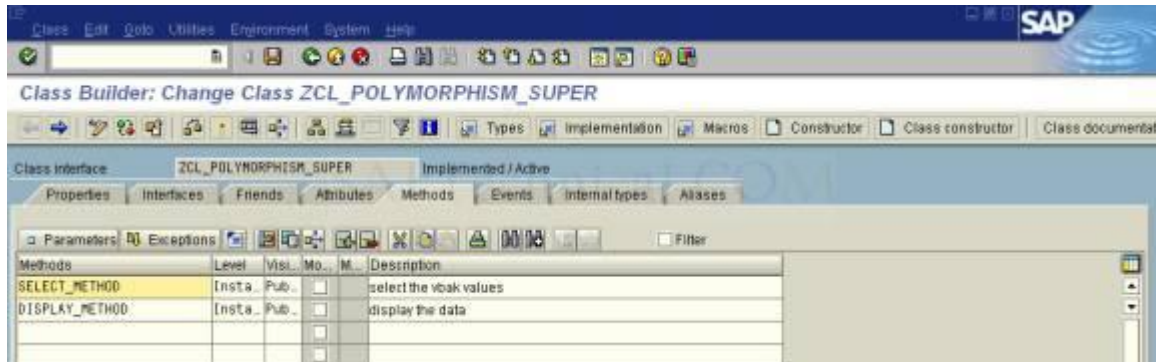 Class Edit Goto Utilities Environment System Help
SAP
Class Builder: Change Class ZCL_POLYMORPHISM_SUPER
Types Implementation Macros Constructor Class constructor Class documentat
Class interface ZCL_POLYMORPHISM_SUPER Implemented / Active
Properties Interfaces Friends Attributes Methods Events Internal types Aliases
Parameters Exceptions Filter
Methods Level Visi... Mo... M... Description
SELECT_METHOD Insta... Pub... select the vbak values
DISPLAY_METHOD Insta... Pub... display the data